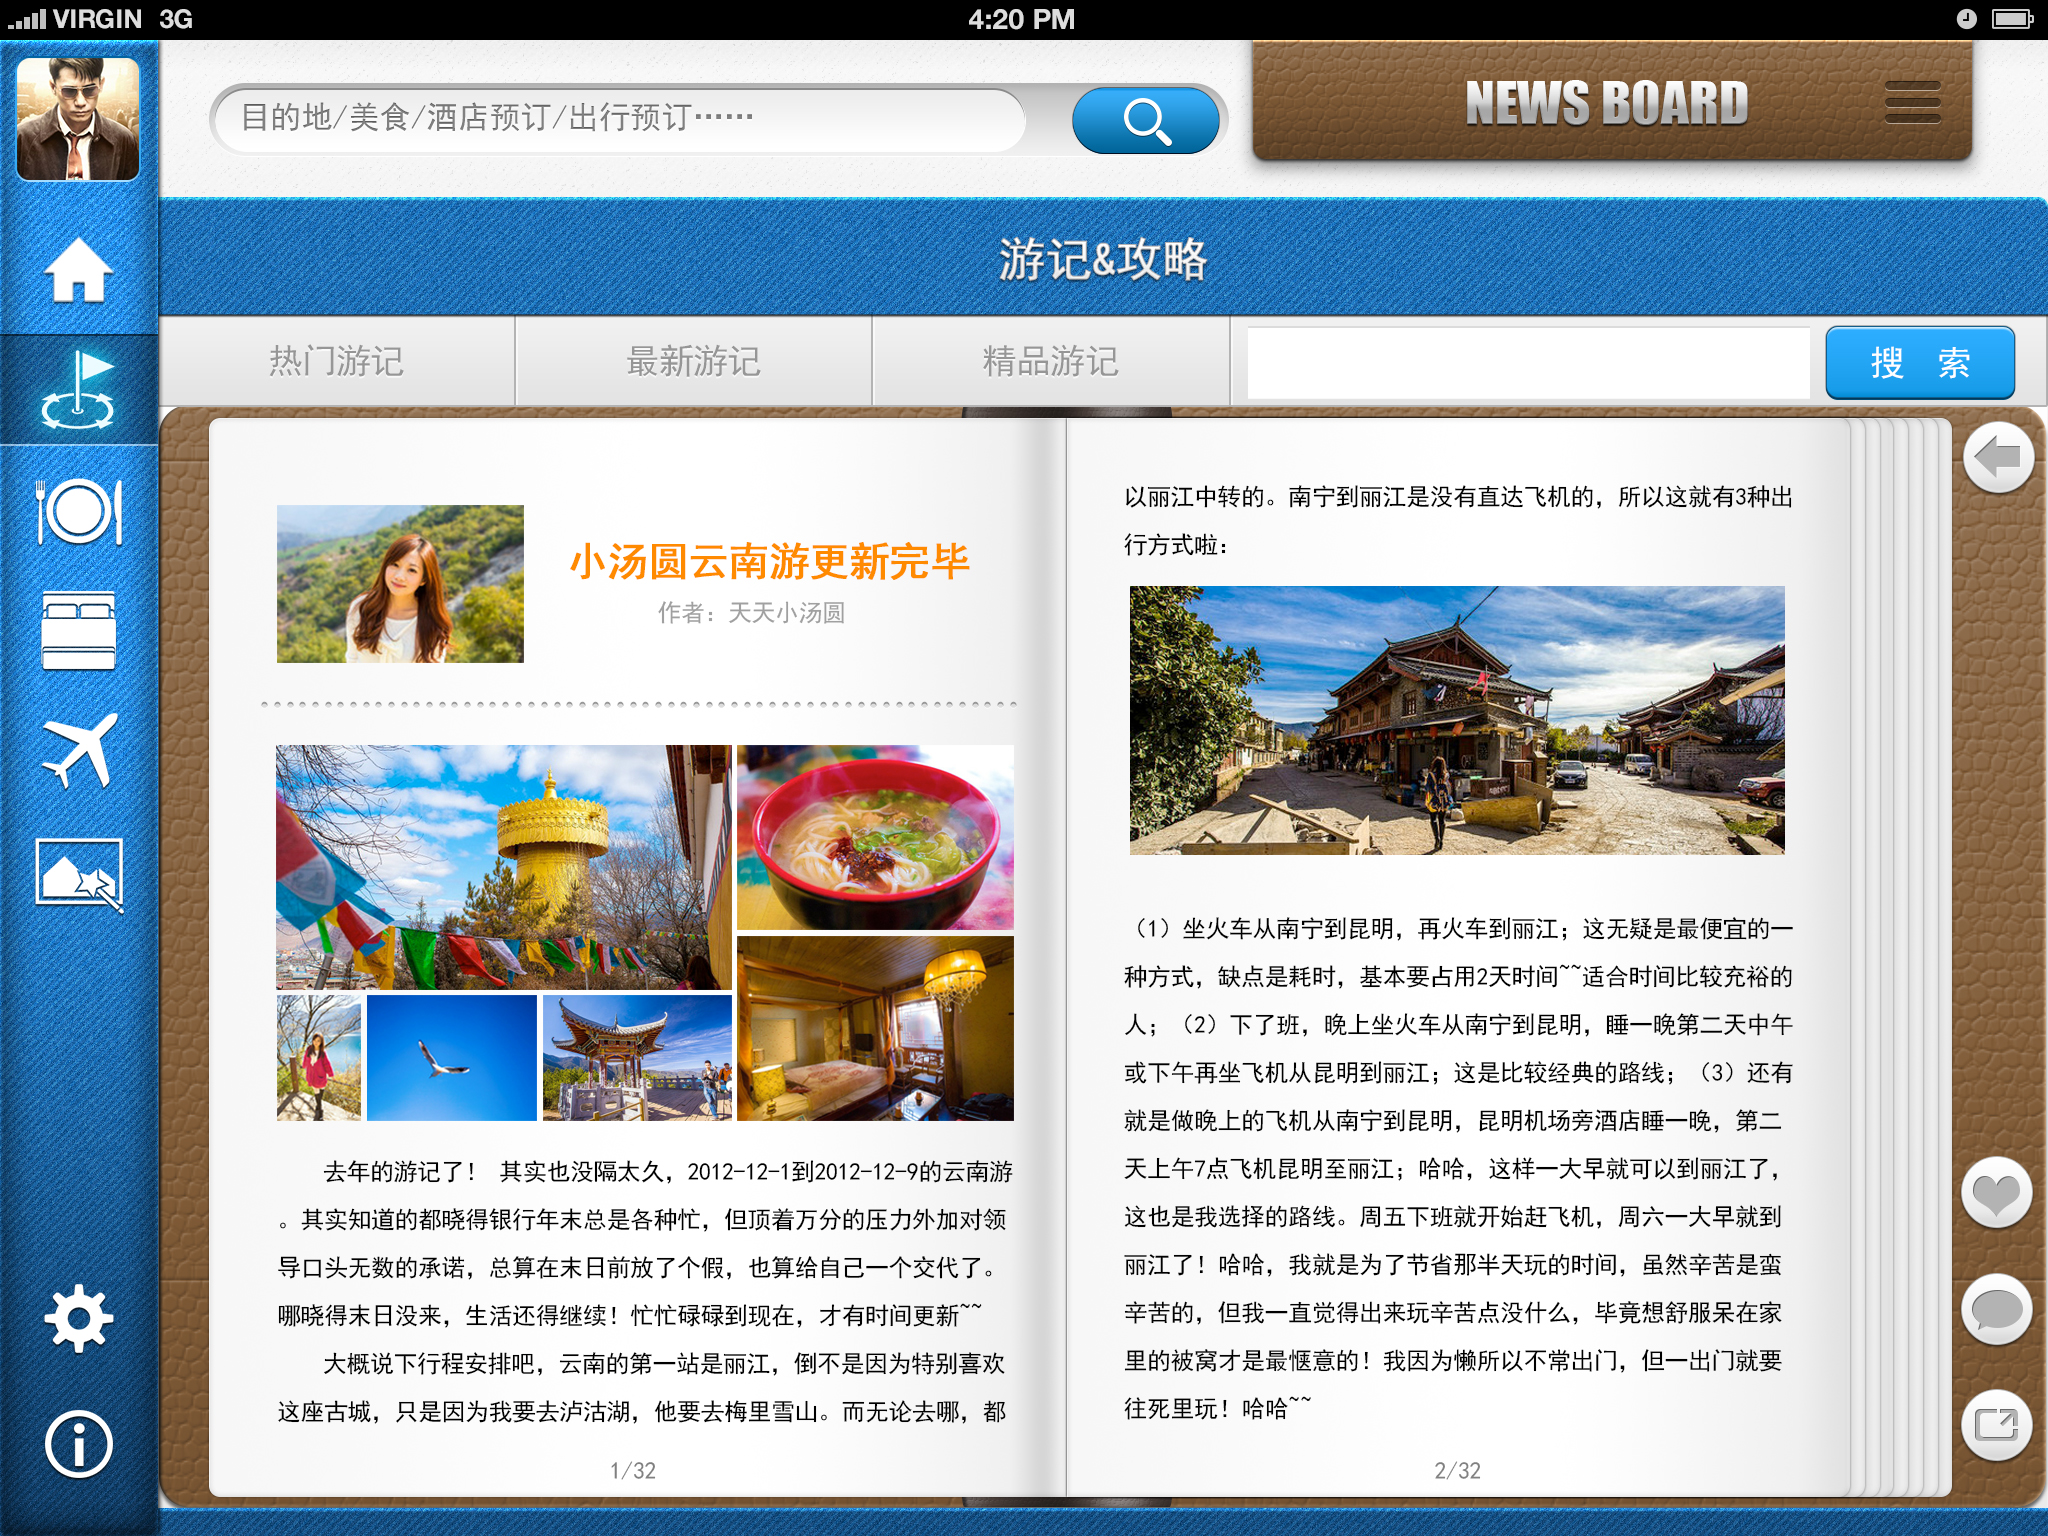 VIRGIN 3G
4:20 PM
目的地/美食/酒店预订/出行预订……
NEWS BOARD
游记&攻略
热门游记
最新游记
精品游记
搜 索
小汤圆云南游更新完毕
作者：天天小汤圆
去年的游记了！ 其实也没隔太久，2012-12-1到2012-12-9的云南游
。其实知道的都晓得银行年末总是各种忙，但顶着万分的压力外加对领
导口头无数的承诺，总算在末日前放了个假，也算给自己一个交代了。
哪晓得末日没来，生活还得继续！忙忙碌碌到现在，才有时间更新~~
大概说下行程安排吧，云南的第一站是丽江，倒不是因为特别喜欢
这座古城，只是因为我要去泸沽湖，他要去梅里雪山。而无论去哪，都
1/32
以丽江中转的。南宁到丽江是没有直达飞机的，所以这就有3种出
行方式啦：
（1）坐火车从南宁到昆明，再火车到丽江；这无疑是最便宜的一
种方式，缺点是耗时，基本要占用2天时间~~适合时间比较充裕的
人；（2）下了班，晚上坐火车从南宁到昆明，睡一晚第二天中午
或下午再坐飞机从昆明到丽江；这是比较经典的路线；（3）还有
就是做晚上的飞机从南宁到昆明，昆明机场旁酒店睡一晚，第二
天上午7点飞机昆明至丽江；哈哈，这样一大早就可以到丽江了，
这也是我选择的路线。周五下班就开始赶飞机，周六一大早就到
丽江了！哈哈，我就是为了节省那半天玩的时间，虽然辛苦是蛮
辛苦的，但我一直觉得出来玩辛苦点没什么，毕竟想舒服呆在家
里的被窝才是最惬意的！我因为懒所以不常出门，但一出门就要
往死里玩！哈哈~~
2/32